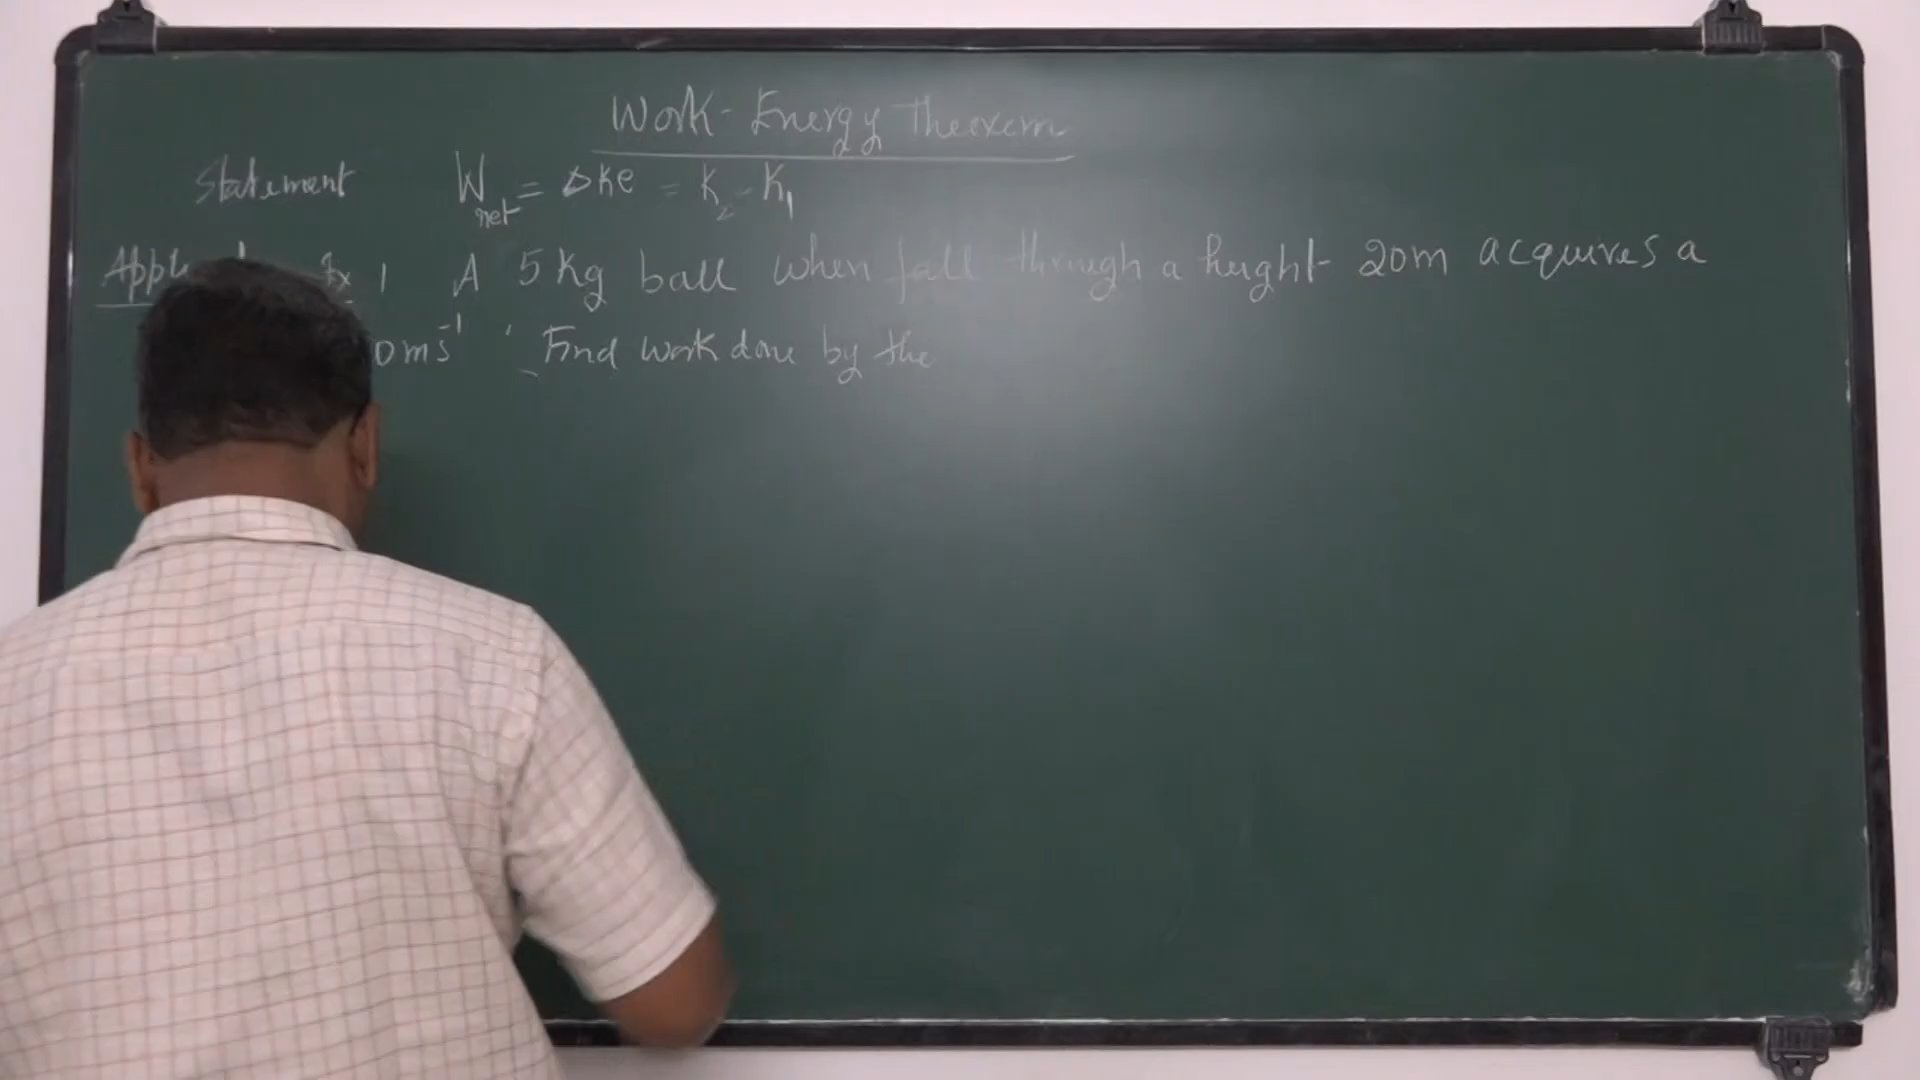 Work-Energy Theorem
Statement W net = Δke = K2 - K1
Ex 1 A 5 kg ball when fall through a height 20m acquires a
0 ms-1 . Find work done by the